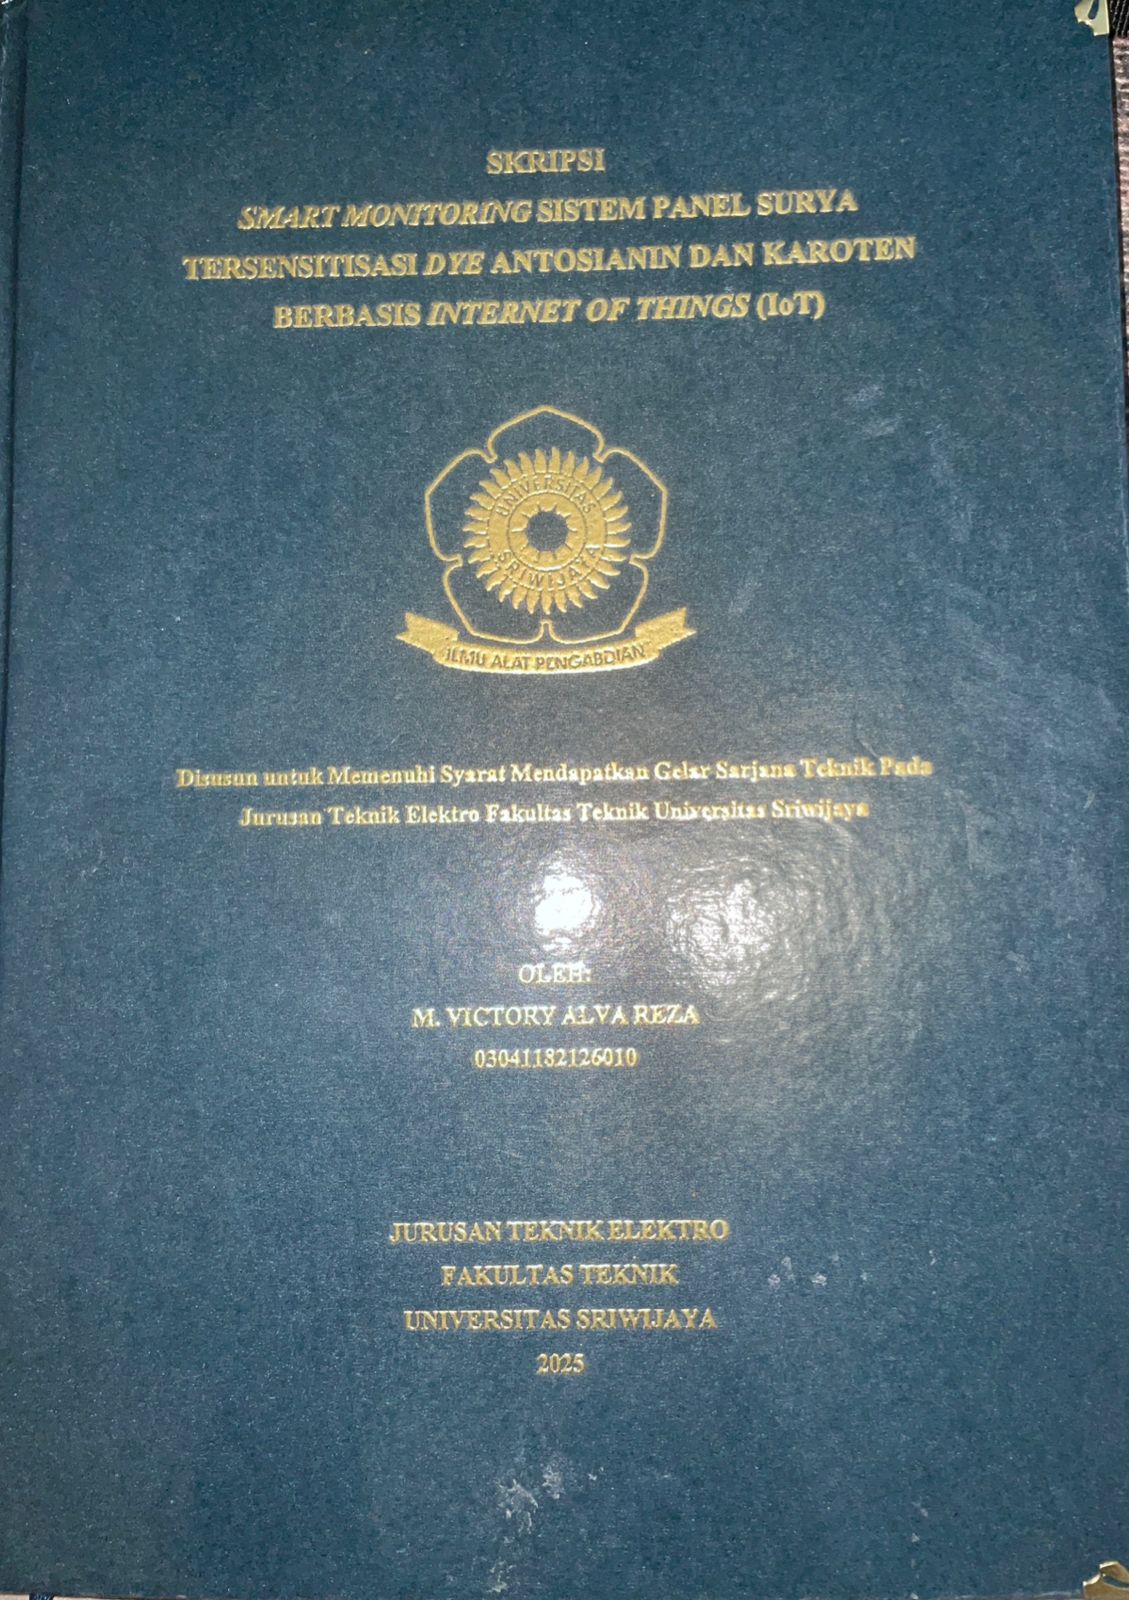 SKRIPSI
SMART MONITORING SISTEM PANEL SURYA
TERSENSITISASI DYE ANTOSIANIN DAN KAROTEN
BERBASIS INTERNET OF THINGS (IoT)
UNIVERSITAS
SRIWIJAYA
ILMU ALAT PENGABDIAN
Disusun untuk Memenuhi Syarat Mendapatkan Gelar Sarjana Teknik Pada
Jurusan Teknik Elektro Fakultas Teknik Universitas Sriwijaya
OLEH:
M. VICTORY ALVA REZA
03041182126010
JURUSAN TEKNIK ELEKTRO
FAKULTAS TEKNIK
UNIVERSITAS SRIWIJAYA
2025